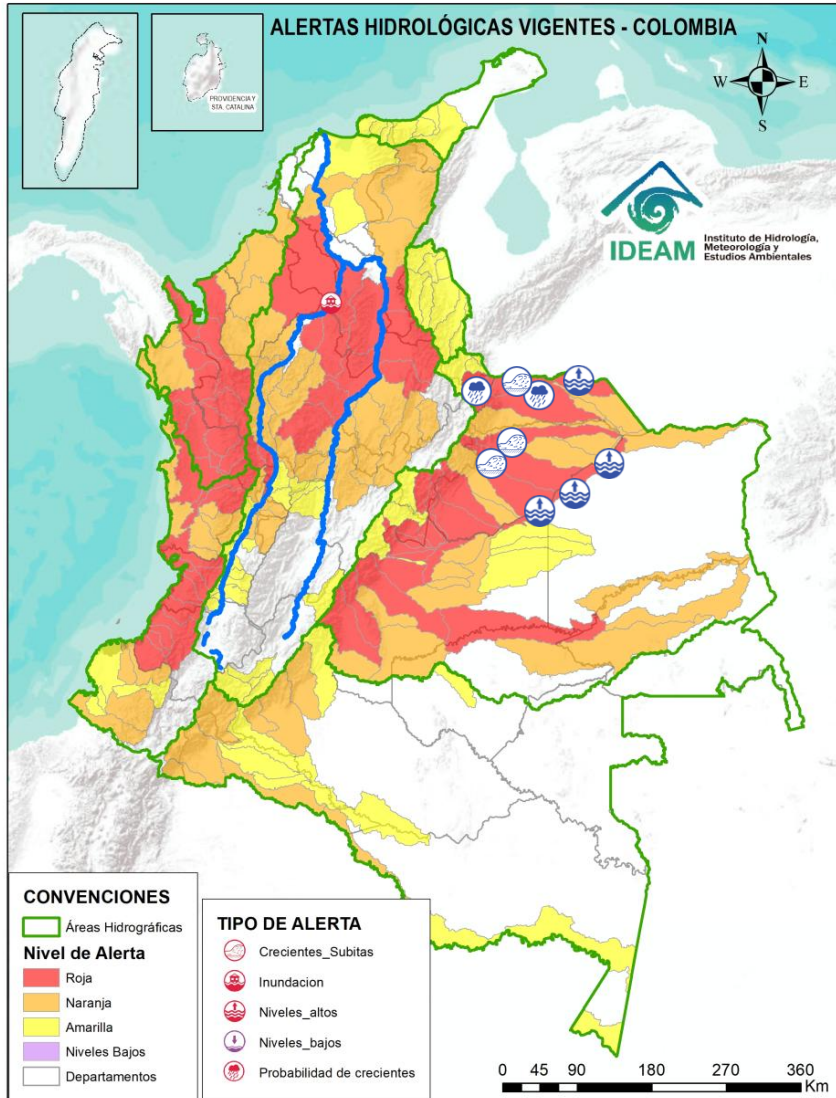 ALERTAS HIDROLÓGICAS VIGENTES - COLOMBIA
PROVIDENCIA Y
STA. CATALINA
N
W
E
S
IDEAM
Instituto de Hidrología,
Meteorología y
Estudios Ambientales
CONVENCIONES
Áreas Hidrográficas
Nivel de Alerta
Roja
Naranja
Amarilla
Niveles Bajos
Departamentos
TIPO DE ALERTA
Crecientes_Subitas
Inundacion
Niveles_altos
Niveles_bajos
Probabilidad de crecientes
0 45 90 180 270 360
Km